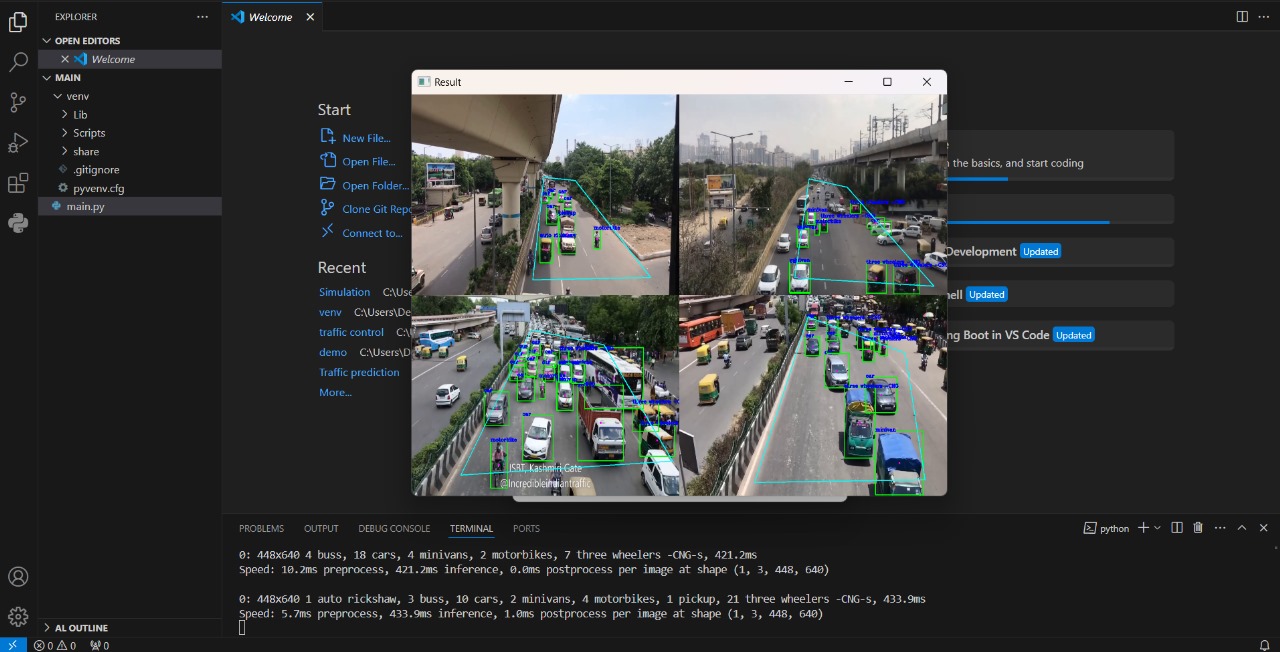 EXPLORER
Welcome
OPEN EDITORS
Welcome
MAIN
venv
Lib
Scripts
share
.gitignore
pyvenv.cfg
main.py
AL OUTLINE
Start
New File...
Open File...
Open Folder...
Clone Git Repo
Connect to...
Recent
Simulation C:\Use
venv C:\Users\De
traffic control C:\
demo C:\Users\D
Traffic prediction
More...
Result
motorbike
car
motorbike
car
minivan
ISBT, Kashmiri Gate
@Incredibleindiantraffic
n the basics, and start coding
Development Updated
ell Updated
ng Boot in VS Code Updated
PROBLEMS OUTPUT DEBUG CONSOLE TERMINAL PORTS
python
0: 448x640 4 buss, 18 cars, 4 minivans, 2 motorbikes, 7 three wheelers -CNG-s, 421.2ms
Speed: 10.2ms preprocess, 421.2ms inference, 0.0ms postprocess per image at shape (1, 3, 448, 640)
0: 448x640 1 auto rickshaw, 3 buss, 10 cars, 2 minivans, 4 motorbikes, 1 pickup, 21 three wheelers -CNG-s, 433.9ms
Speed: 5.7ms preprocess, 433.9ms inference, 1.0ms postprocess per image at shape (1, 3, 448, 640)
0 0 0